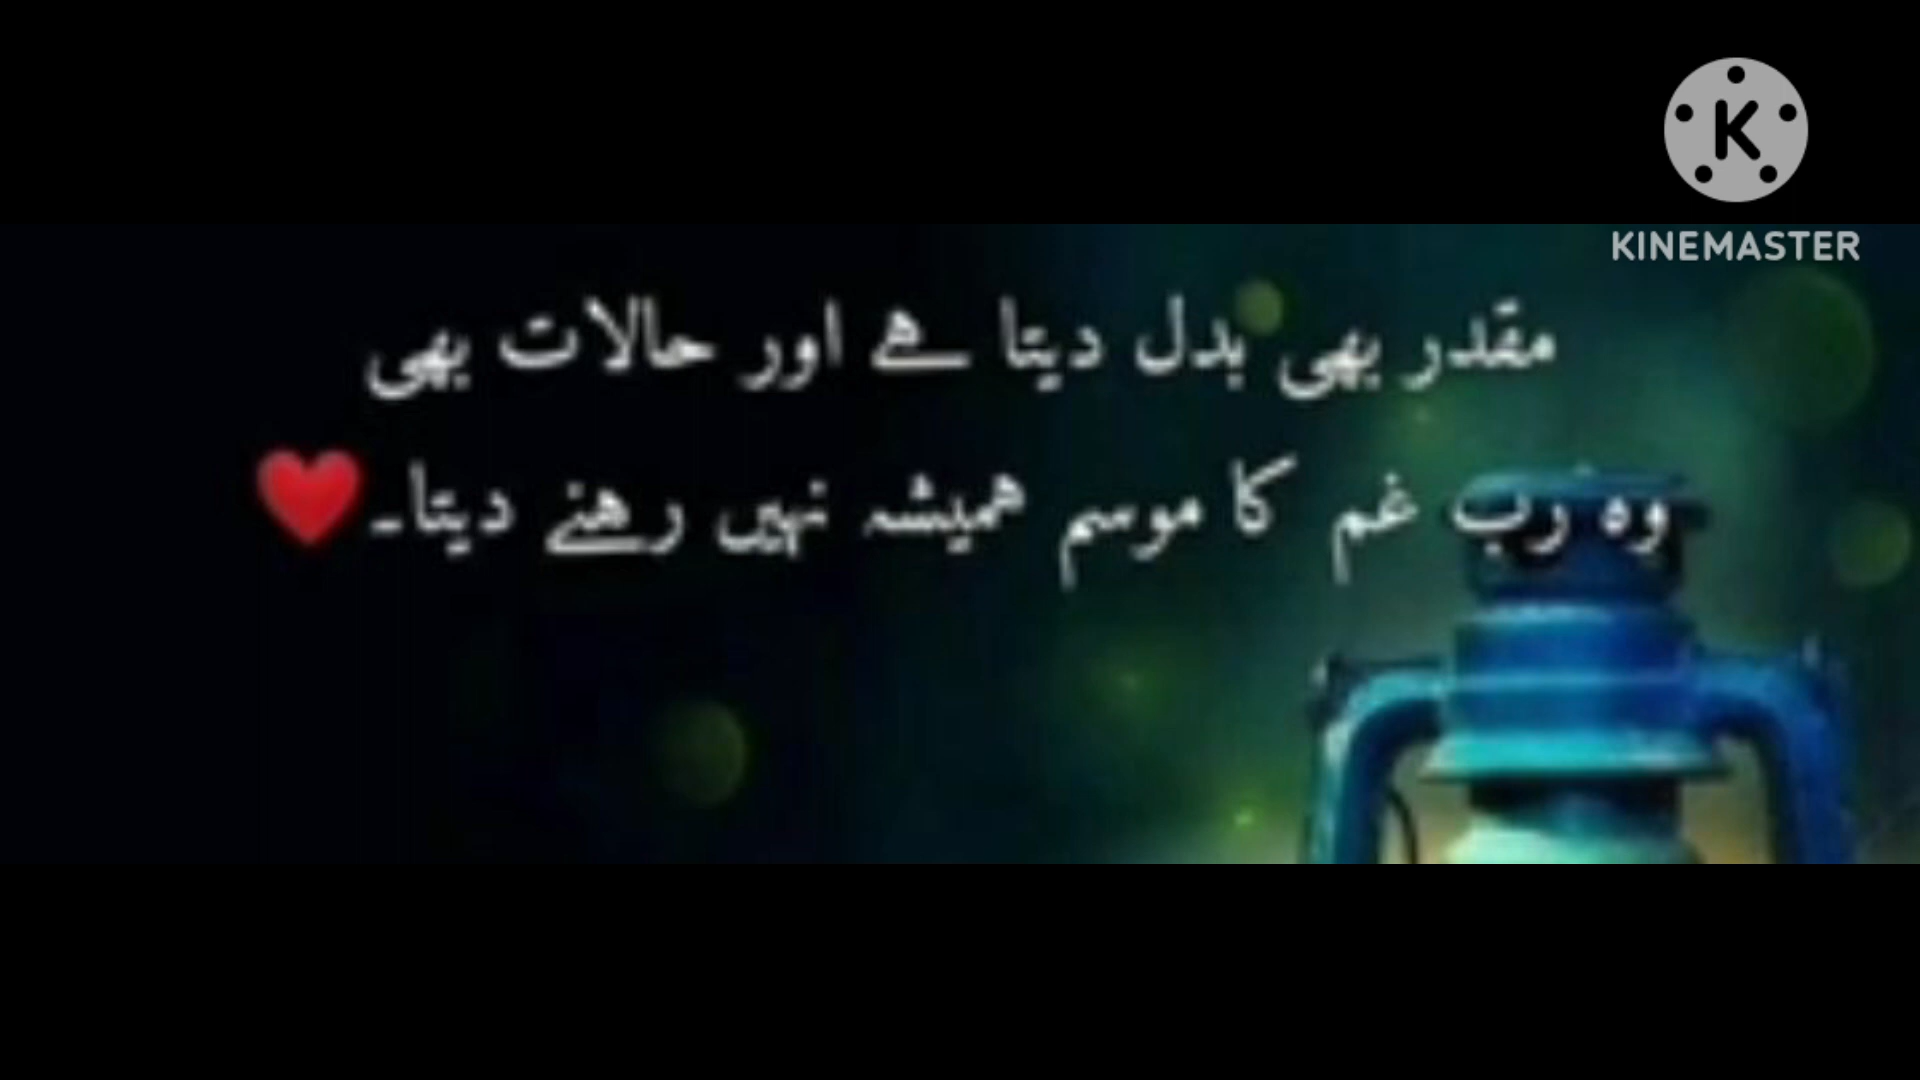 KINEMASTER
مقدر بھی بدل دیتا ہے اور حالات بھی
وہ رب غم کا موسم ہمیشہ نہیں رہنے دیتا۔♥